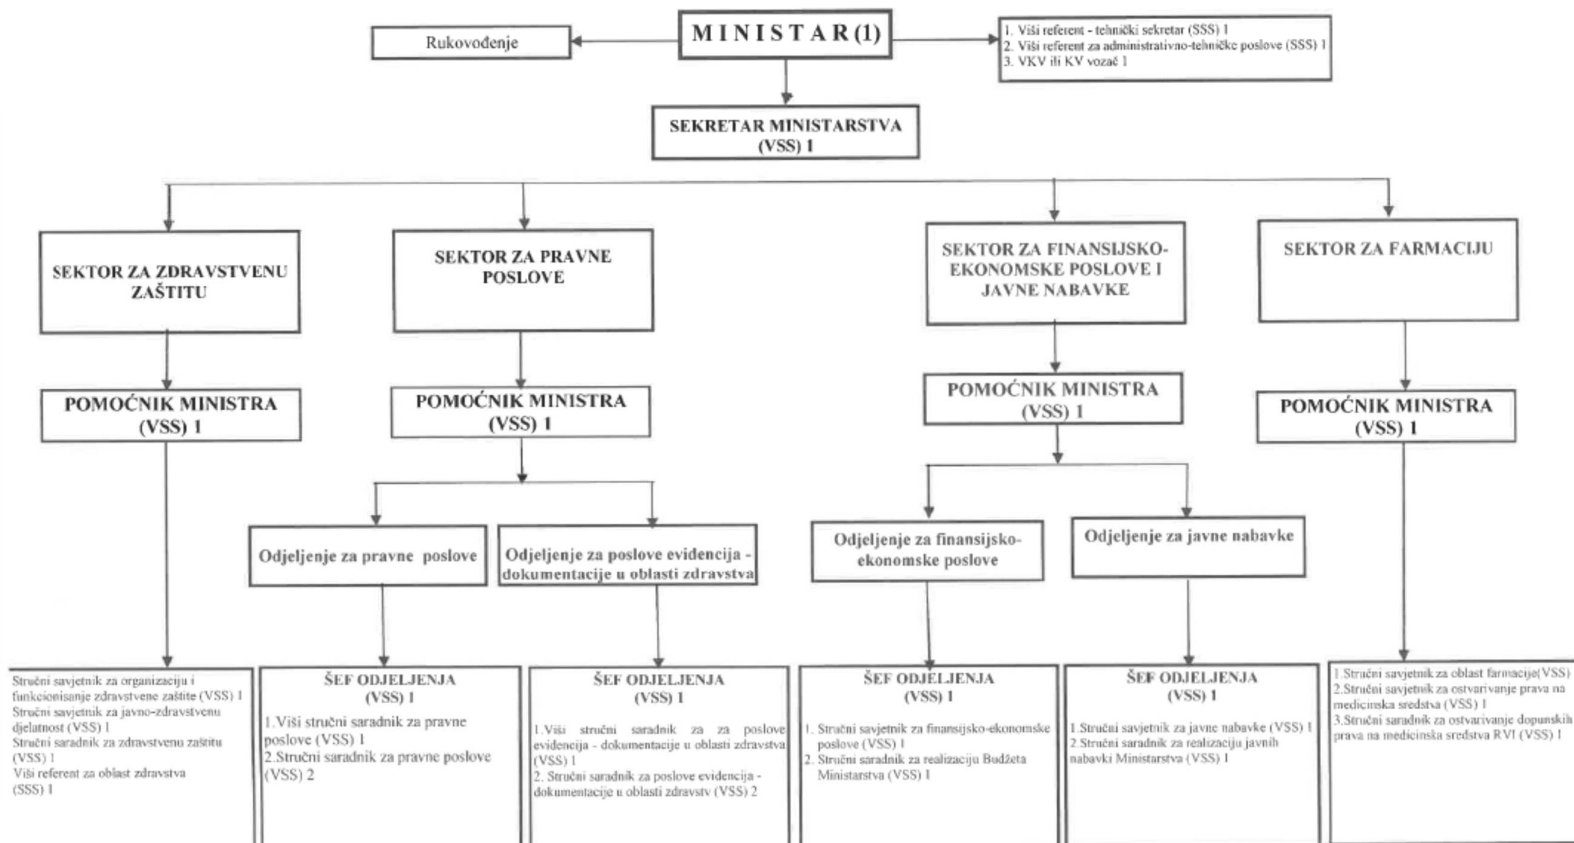 Rukovođenje
M I N I S T A R (1)
1. Viši referent - tehnički sekretar (SSS) 1
2. Viši referent za administrativno-tehničke poslove (SSS) 1
3. VKV ili KV vozač 1
SEKRETAR MINISTARSTVA
(VSS) 1
SEKTOR ZA ZDRAVSTVENU
ZAŠTITU
SEKTOR ZA PRAVNE
POSLOVE
SEKTOR ZA FINANSIJSKO-
EKONOMSKE POSLOVE I
JAVNE NABAVKE
SEKTOR ZA FARMACIJU
POMOĆNIK MINISTRA
(VSS) 1
POMOĆNIK MINISTRA
(VSS) 1
POMOĆNIK MINISTRA
(VSS) 1
POMOĆNIK MINISTRA
(VSS) 1
Odjeljenje za pravne poslove
Odjeljenje za poslove evidencija -
dokumentacije u oblasti zdravstva
Odjeljenje za finansijsko-
ekonomske poslove
Odjeljenje za javne nabavke
Stručni savjetnik za organizaciju i
funkcionisanje zdravstvene zaštite (VSS) 1
Stručni savjetnik za javno-zdravstvenu
djelatnost (VSS) 1
Stručni saradnik za zdravstvenu zaštitu
(VSS) 1
Viši referent za oblast zdravstva
(SSS) 1
ŠEF ODJELJENJA
(VSS) 1
1.Viši stručni saradnik za pravne
poslove (VSS) 1
2.Stručni saradnik za pravne poslove
(VSS) 2
ŠEF ODJELJENJA
(VSS) 1
1.Viši stručni saradnik za za poslove
evidencija - dokumentacije u oblasti zdravstva
(VSS) 1
2. Stručni saradnik za poslove evidencija -
dokumentacije u oblasti zdravstv (VSS) 2
ŠEF ODJELJENJA
(VSS) 1
1. Stručni savjetnik za finansijsko-ekonomske
poslove (VSS) 1
2. Stručni saradnik za realizaciju Budžeta
Ministarstva (VSS) 1
ŠEF ODJELJENJA
(VSS) 1
1.Stručni savjetnik za javne nabavke (VSS) 1
2.Stručni saradnik za realizaciju javnih
nabavki Ministarstva (VSS) 1
1.Stručni savjetnik za oblast farmacije(VSS)
2.Stručni savjetnik za ostvarivanje prava na
medicinska sredstva (VSS) 1
3.Stručni saradnik za ostvarivanje dopunskih
prava na medicinska sredstva RVI (VSS) 1